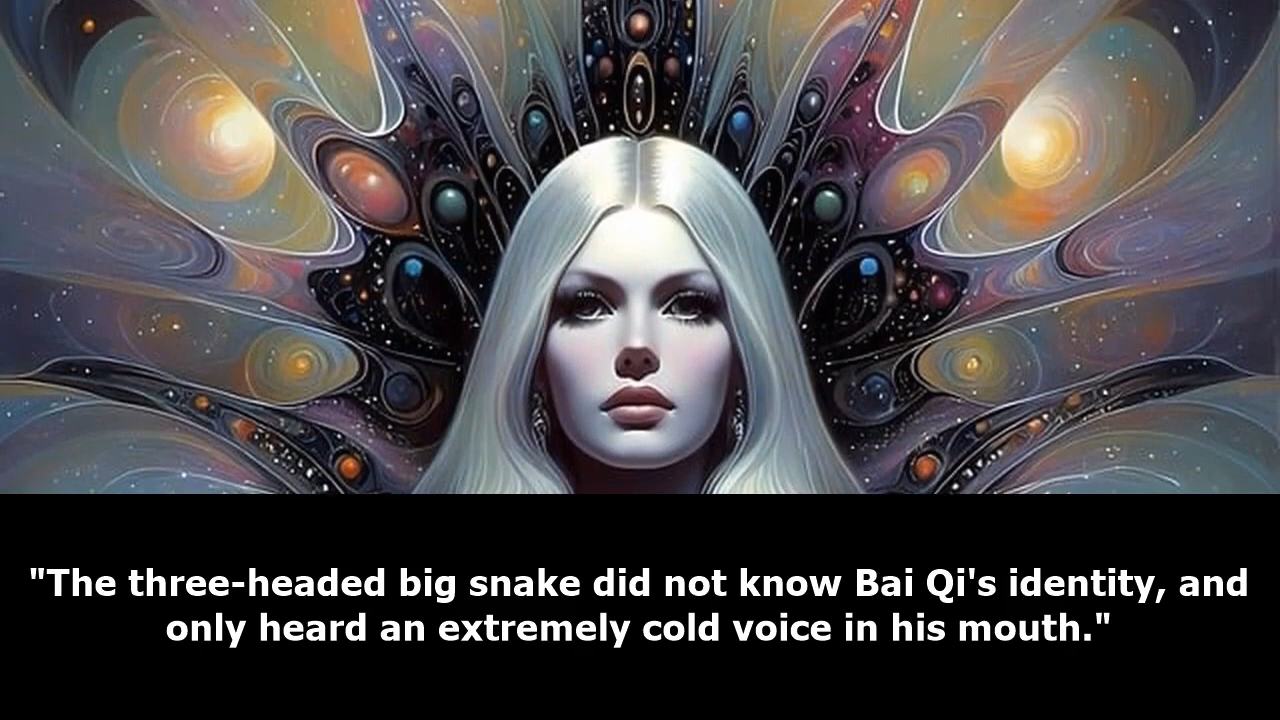 "The three-headed big snake did not know Bai Qi's identity, and
only heard an extremely cold voice in his mouth."